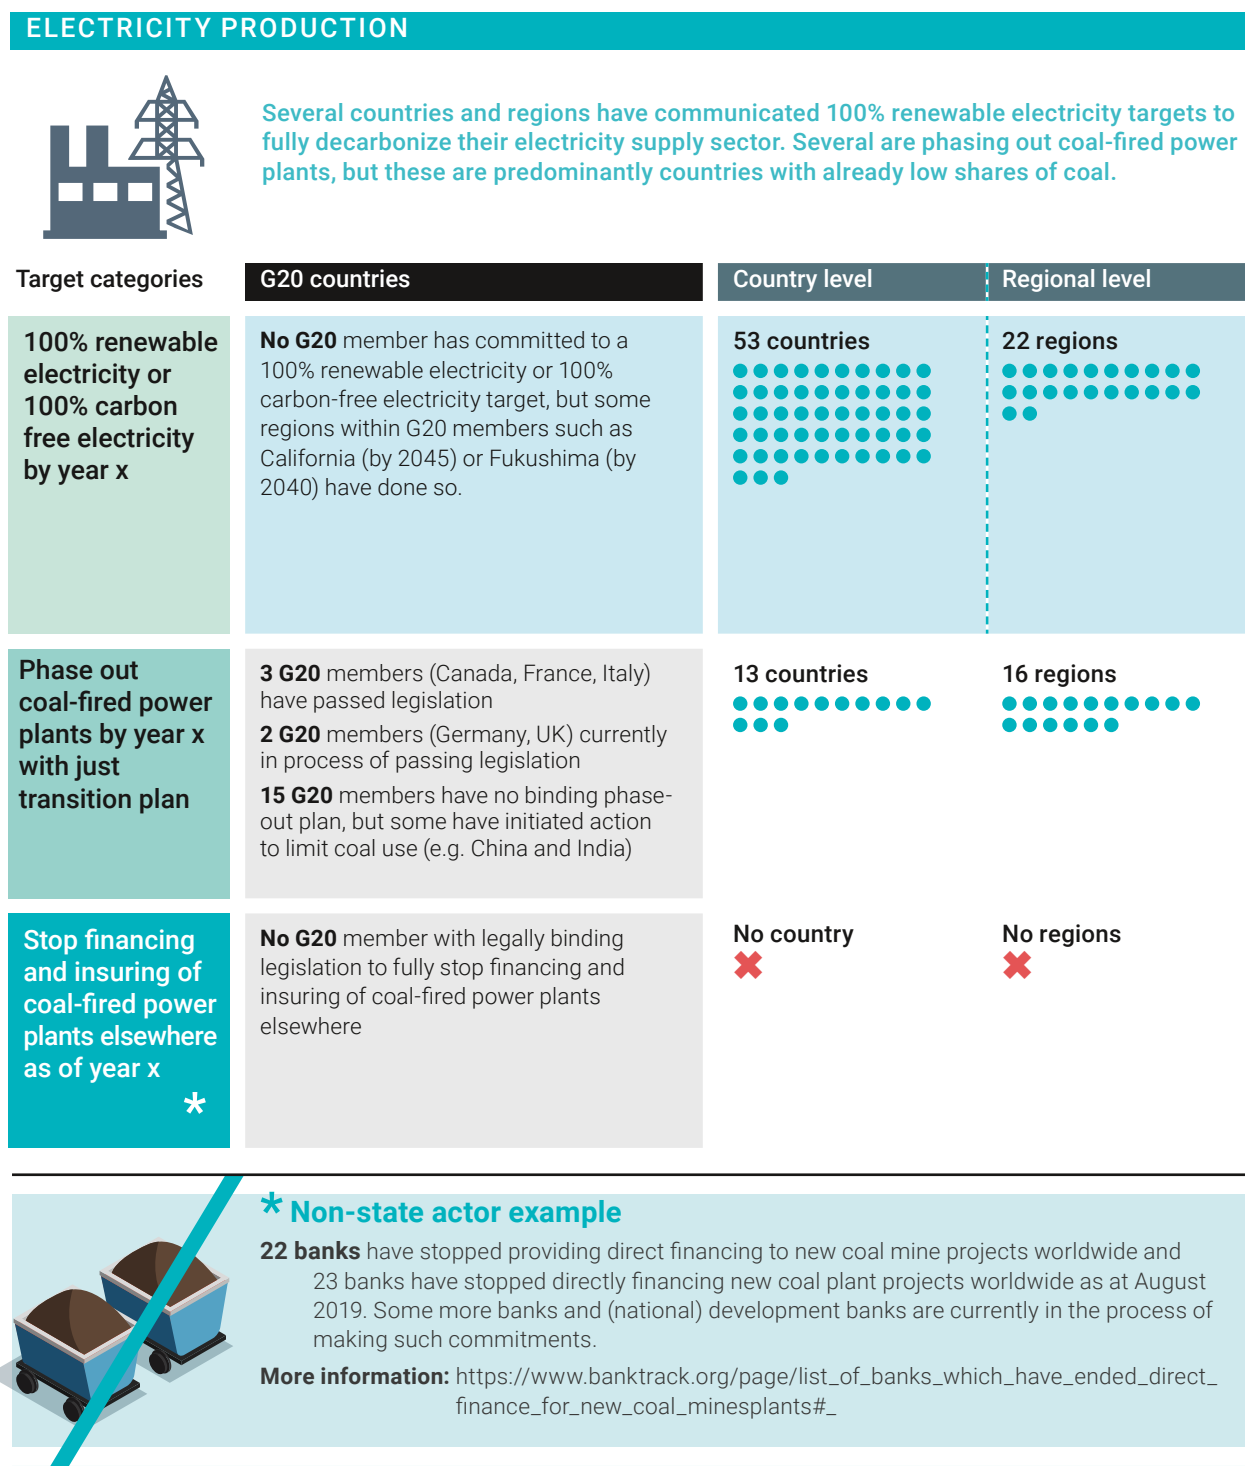 ELECTRICITY PRODUCTION
Several countries and regions have communicated 100% renewable electricity targets to
fully decarbonize their electricity supply sector. Several are phasing out coal-fired power
plants, but these are predominantly countries with already low shares of coal.
Target categories
G20 countries
Country level
Regional level
100% renewable
electricity or
100% carbon
free electricity
by year x
No G20 member has committed to a
100% renewable electricity or 100%
carbon-free electricity target, but some
regions within G20 members such as
California (by 2045) or Fukushima (by
2040) have done so.
53 countries
22 regions
Phase out
coal-fired power
plants by year x
with just
transition plan
3 G20 members (Canada, France, Italy)
have passed legislation
2 G20 members (Germany, UK) currently
in process of passing legislation
15 G20 members have no binding phase-
out plan, but some have initiated action
to limit coal use (e.g. China and India)
13 countries
16 regions
Stop financing
and insuring of
coal-fired power
plants elsewhere
as of year x
*
No G20 member with legally binding
legislation to fully stop financing and
insuring of coal-fired power plants
elsewhere
No country
No regions
* Non-state actor example
22 banks have stopped providing direct financing to new coal mine projects worldwide and
23 banks have stopped directly financing new coal plant projects worldwide as at August
2019. Some more banks and (national) development banks are currently in the process of
making such commitments.
More information: https://www.banktrack.org/page/list_of_banks_which_have_ended_direct_
finance_for_new_coal_minesplants#_